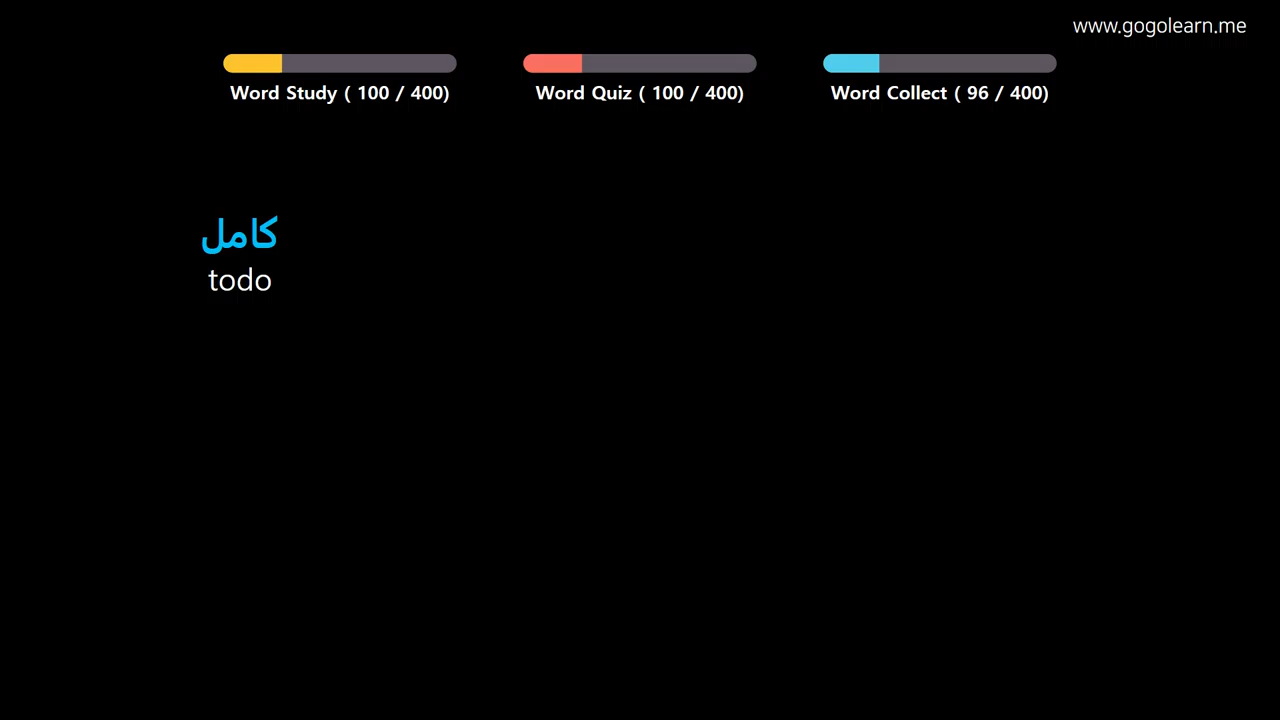 www.gogolearn.me
Word Study ( 100 / 400)
Word Quiz ( 100 / 400)
Word Collect ( 96 / 400)
كامل
todo